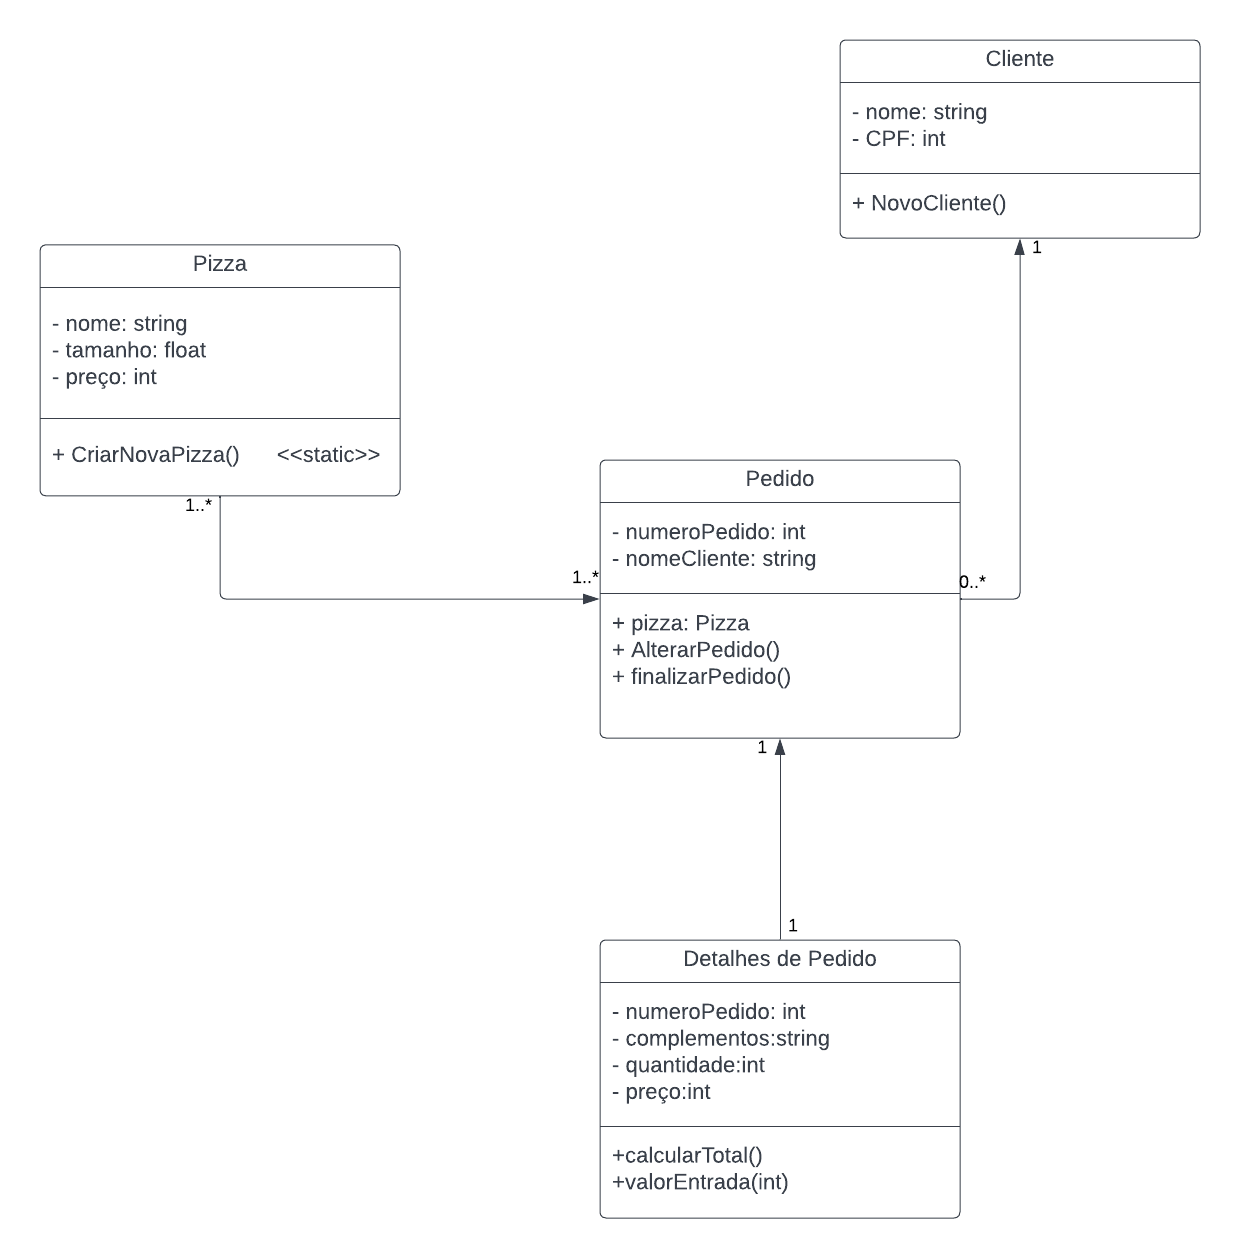 Cliente
- nome: string
- CPF: int
+ NovoCliente()
1
Pizza
- nome: string
- tamanho: float
- preço: int
+ CriarNovaPizza() <<static>>
1..*
Pedido
- numeroPedido: int
- nomeCliente: string
1..*
0..*
+ pizza: Pizza
+ AlterarPedido()
+ finalizarPedido()
1
1
Detalhes de Pedido
- numeroPedido: int
- complementos:string
- quantidade:int
- preço:int
+calcularTotal()
+valorEntrada(int)